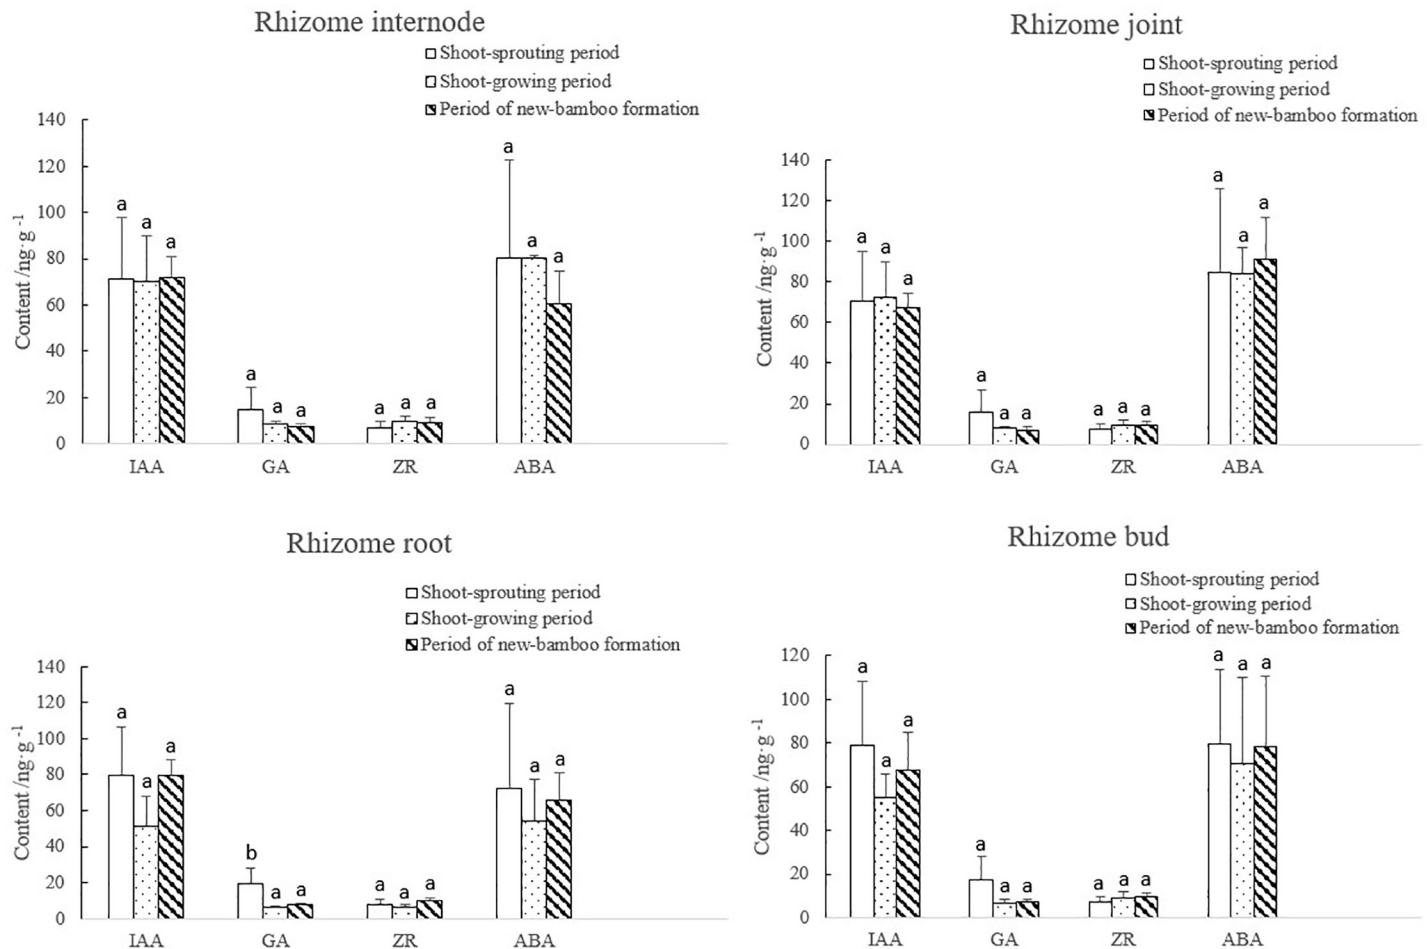 Rhizome internode
Shoot-sprouting period
Shoot-growing period
Period of new-bamboo formation
Content /ng·g⁻¹
140
120
100
80
60
40
20
0
a a a
a a a
a a a
a a a
IAA GA ZR ABA
Rhizome joint
Shoot-sprouting period
Shoot-growing period
Period of new-bamboo formation
Content /ng·g⁻¹
140
120
100
80
60
40
20
0
a a a
a a a
a a a
a a a
IAA GA ZR ABA
Rhizome root
Shoot-sprouting period
Shoot-growing period
Period of new-bamboo formation
Content /ng·g⁻¹
140
120
100
80
60
40
20
0
a a a
b a a
a a a
a a a
IAA GA ZR ABA
Rhizome bud
Shoot-sprouting period
Shoot-growing period
Period of new-bamboo formation
Content /ng·g⁻¹
120
100
80
60
40
20
0
a a a
a a a
a a a
a a a
IAA GA ZR ABA